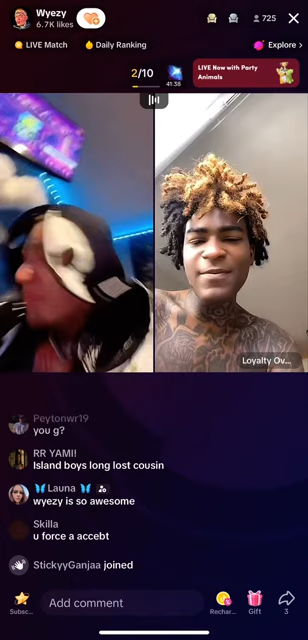 Wyezy
6.7K likes
725
LIVE Match
Daily Ranking
Explore >
2/10
41:38
LIVE Now with Party
Animals
Loyalty Ov...
Peytonwr19
you g?
RR YAMI!
Island boys long lost cousin
🦋 Launa 🦋
wyezy is so awesome
Skilla
u force a accebt
StickyyGanjaa joined
Subsc...
Add comment
Rechar...
Gift
3